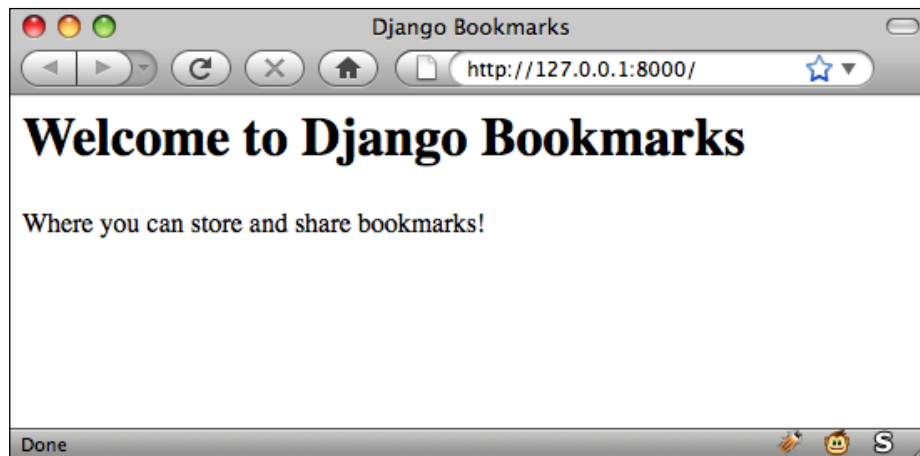 Django Bookmarks
http://127.0.0.1:8000/
Welcome to Django Bookmarks
Where you can store and share bookmarks!
Done
S